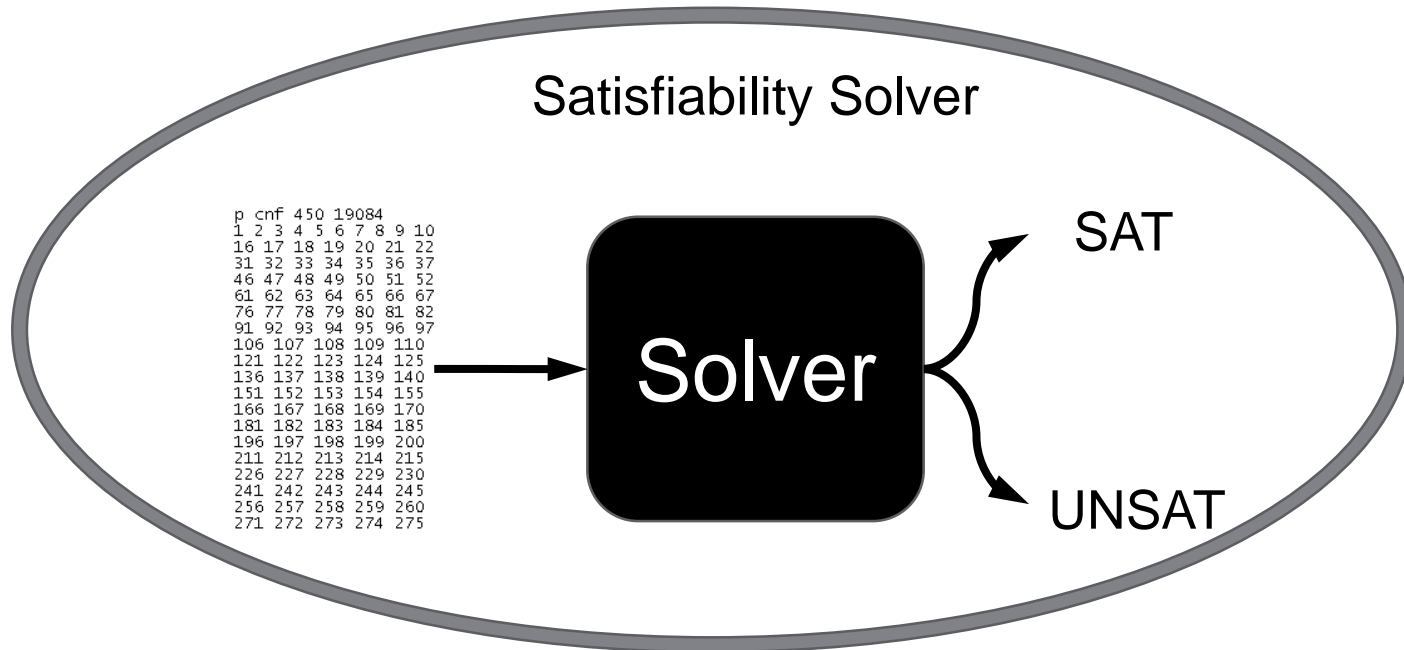 Satisfiability Solver
p cnf 450 19084
1 2 3 4 5 6 7 8 9 10
16 17 18 19 20 21 22
31 32 33 34 35 36 37
46 47 48 49 50 51 52
61 62 63 64 65 66 67
76 77 78 79 80 81 82
91 92 93 94 95 96 97
106 107 108 109 110
121 122 123 124 125
136 137 138 139 140
151 152 153 154 155
166 167 168 169 170
181 182 183 184 185
196 197 198 199 200
211 212 213 214 215
226 227 228 229 230
241 242 243 244 245
256 257 258 259 260
271 272 273 274 275
Solver
SAT
UNSAT